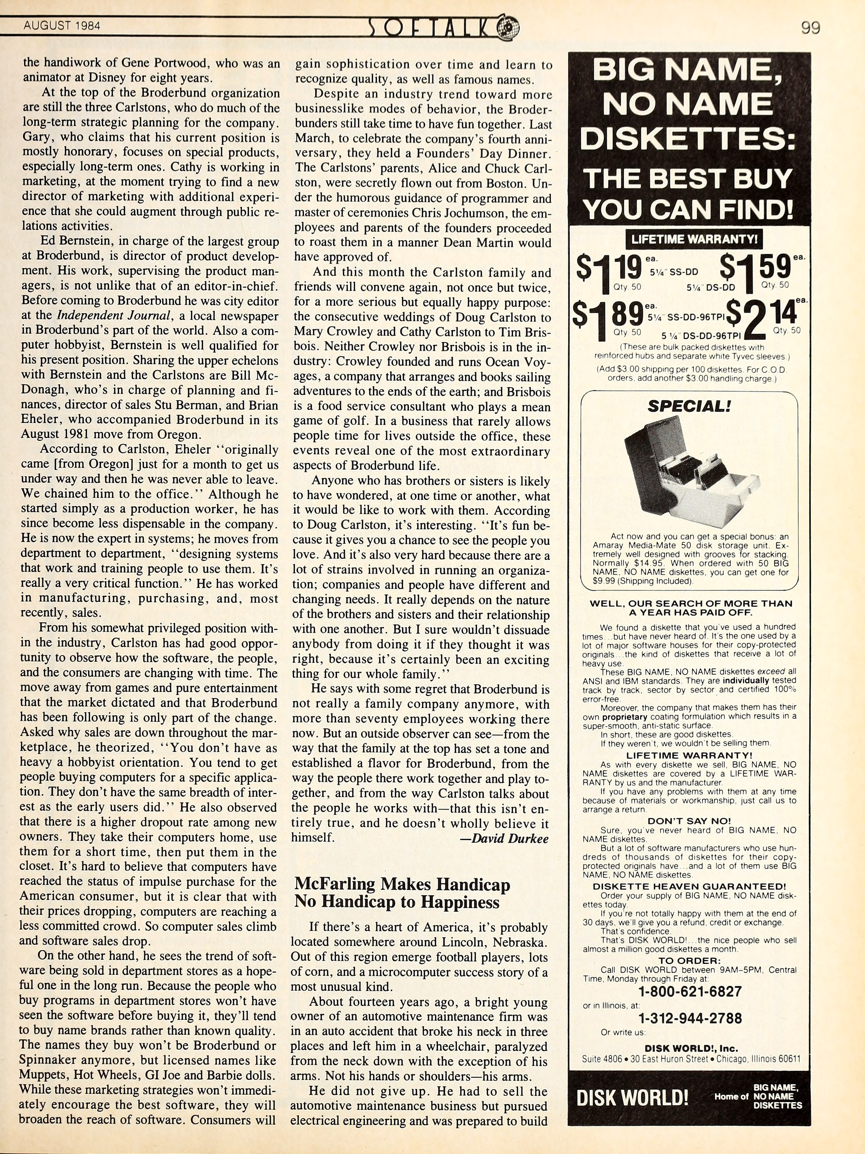 AUGUST 1984
SOFTALK
99
the handiwork of Gene Portwood, who was an
animator at Disney for eight years.
At the top of the Broderbund organization
are still the three Carlstons, who do much of the
long-term strategic planning for the company.
Gary, who claims that his current position is
mostly honorary, focuses on special products,
especially long-term ones. Cathy is working in
marketing, at the moment trying to find a new
director of marketing with additional experi-
ence that she could augment through public re-
lations activities.
Ed Bernstein, in charge of the largest group
at Broderbund, is director of product develop-
ment. His work, supervising the product man-
agers, is not unlike that of an editor-in-chief.
Before coming to Broderbund he was city editor
at the Independent Journal, a local newspaper
in Broderbund's part of the world. Also a com-
puter hobbyist, Bernstein is well qualified for
his present position. Sharing the upper echelons
with Bernstein and the Carlstons are Bill Mc-
Donagh, who's in charge of planning and fi-
nances, director of sales Stu Berman, and Brian
Eheler, who accompanied Broderbund in its
August 1981 move from Oregon.
According to Carlston, Eheler "originally
came [from Oregon] just for a month to get us
under way and then he was never able to leave.
We chained him to the office." Although he
started simply as a production worker, he has
since become less dispensable in the company.
He is now the expert in systems; he moves from
department to department, "designing systems
that work and training people to use them. It's
really a very critical function." He has worked
in manufacturing, purchasing, and, most
recently, sales.
From his somewhat privileged position with-
in the industry, Carlston has had good oppor-
tunity to observe how the software, the people,
and the consumers are changing with time. The
move away from games and pure entertainment
that the market dictated and that Broderbund
has been following is only part of the change.
Asked why sales are down throughout the mar-
ketplace, he theorized, "You don't have as
heavy a hobbyist orientation. You tend to get
people buying computers for a specific applica-
tion. They don't have the same breadth of inter-
est as the early users did." He also observed
that there is a higher dropout rate among new
owners. They take their computers home, use
them for a short time, then put them in the
closet. It's hard to believe that computers have
reached the status of impulse purchase for the
American consumer, but it is clear that with
their prices dropping, computers are reaching a
less committed crowd. So computer sales climb
and software sales drop.
On the other hand, he sees the trend of soft-
ware being sold in department stores as a hope-
ful one in the long run. Because the people who
buy programs in department stores won't have
seen the software before buying it, they'll tend
to buy name brands rather than known quality.
The names they buy won't be Broderbund or
Spinnaker anymore, but licensed names like
Muppets, Hot Wheels, GI Joe and Barbie dolls.
While these marketing strategies won't immedi-
ately encourage the best software, they will
broaden the reach of software. Consumers will
gain sophistication over time and learn to
recognize quality, as well as famous names.
Despite an industry trend toward more
businesslike modes of behavior, the Broder-
bunders still take time to have fun together. Last
March, to celebrate the company's fourth anni-
versary, they held a Founders' Day Dinner.
The Carlstons' parents, Alice and Chuck Carl-
ston, were secretly flown out from Boston. Un-
der the humorous guidance of programmer and
master of ceremonies Chris Jochumson, the em-
ployees and parents of the founders proceeded
to roast them in a manner Dean Martin would
have approved of.
And this month the Carlston family and
friends will convene again, not once but twice,
for a more serious but equally happy purpose:
the consecutive weddings of Doug Carlston to
Mary Crowley and Cathy Carlston to Tim Bris-
bois. Neither Crowley nor Brisbois is in the in-
dustry: Crowley founded and runs Ocean Voy-
ages, a company that arranges and books sailing
adventures to the ends of the earth; and Brisbois
is a food service consultant who plays a mean
game of golf. In a business that rarely allows
people time for lives outside the office, these
events reveal one of the most extraordinary
aspects of Broderbund life.
Anyone who has brothers or sisters is likely
to have wondered, at one time or another, what
it would be like to work with them. According
to Doug Carlston, it's interesting. "It's fun be-
cause it gives you a chance to see the people you
love. And it's also very hard because there are a
lot of strains involved in running an organiza-
tion; companies and people have different and
changing needs. It really depends on the nature
of the brothers and sisters and their relationship
with one another. But I sure wouldn't dissuade
anybody from doing it if they thought it was
right, because it's certainly been an exciting
thing for our whole family."
He says with some regret that Broderbund is
not really a family company anymore, with
more than seventy employees working there
now. But an outside observer can see—from the
way that the family at the top has set a tone and
established a flavor for Broderbund, from the
way the people there work together and play to-
gether, and from the way Carlston talks about
the people he works with—that this isn't en-
tirely true, and he doesn't wholly believe it
himself. —David Durkee
McFarling Makes Handicap
No Handicap to Happiness
If there's a heart of America, it's probably
located somewhere around Lincoln, Nebraska.
Out of this region emerge football players, lots
of corn, and a microcomputer success story of a
most unusual kind.
About fourteen years ago, a bright young
owner of an automotive maintenance firm was
in an auto accident that broke his neck in three
places and left him in a wheelchair, paralyzed
from the neck down with the exception of his
arms. Not his hands or shoulders—his arms.
He did not give up. He had to sell the
automotive maintenance business but pursued
electrical engineering and was prepared to build
BIG NAME,
NO NAME
DISKETTES:
THE BEST BUY
YOU CAN FIND!
LIFETIME WARRANTY!
$1.19 ea. Qty. 50 5¼" SS-DD
5¼" DS-DD $1.59 ea. Qty. 50
$1.89 ea. Qty. 50 5¼" SS-DD-96TPI
5 ¼" DS-DD-96TPI $2.14 ea. Qty. 50
(These are bulk packed diskettes with
reinforced hubs and separate white Tyvec sleeves.)
(Add $3.00 shipping per 100 diskettes. For C.O.D.
orders, add another $3.00 handling charge.)
SPECIAL!
Act now and you can get a special bonus: an
Amaray Media-Mate 50 disk storage unit. Ex-
tremely well designed with grooves for stacking.
Normally $14.95. When ordered with 50 BIG
NAME, NO NAME diskettes, you can get one for
$9.99 (Shipping Included).
WELL, OUR SEARCH OF MORE THAN
A YEAR HAS PAID OFF.
We found a diskette that you've used a hundred
times...but have never heard of. It's the one used by a
lot of major software houses for their copy-protected
originals...the kind of diskettes that receive a lot of
heavy use.
These BIG NAME, NO NAME diskettes exceed all
ANSI and IBM standards. They are individually tested
track by track, sector by sector and certified 100%
error-free.
Moreover, the company that makes them has their
own proprietary coating formulation which results in a
super-smooth, anti-static surface.
In short, these are good diskettes.
If they weren't, we wouldn't be selling them.
LIFETIME WARRANTY!
As with every diskette we sell, BIG NAME, NO
NAME diskettes are covered by a LIFETIME WAR-
RANTY by us and the manufacturer.
If you have any problems with them at any time
because of materials or workmanship, just call us to
arrange a return.
DON'T SAY NO!
Sure, you've never heard of BIG NAME, NO
NAME diskettes.
But a lot of software manufacturers who use hun-
dreds of thousands of diskettes for their copy-
protected originals have...and a lot of them use BIG
NAME, NO NAME diskettes.
DISKETTE HEAVEN GUARANTEED!
Order your supply of BIG NAME, NO NAME disk-
ettes today.
If you're not totally happy with them at the end of
30 days, we'll give you a refund, credit or exchange.
That's confidence.
That's DISK WORLD!...the nice people who sell
almost a million good diskettes a month.
TO ORDER:
Call DISK WORLD between 9AM–5PM, Central
Time, Monday through Friday at:
1-800-621-6827
or in Illinois, at:
1-312-944-2788
Or write us:
DISK WORLD!, Inc.
Suite 4806 • 30 East Huron Street • Chicago, Illinois 60611
DISK WORLD!
Home of
BIG NAME,
NO NAME
DISKETTES